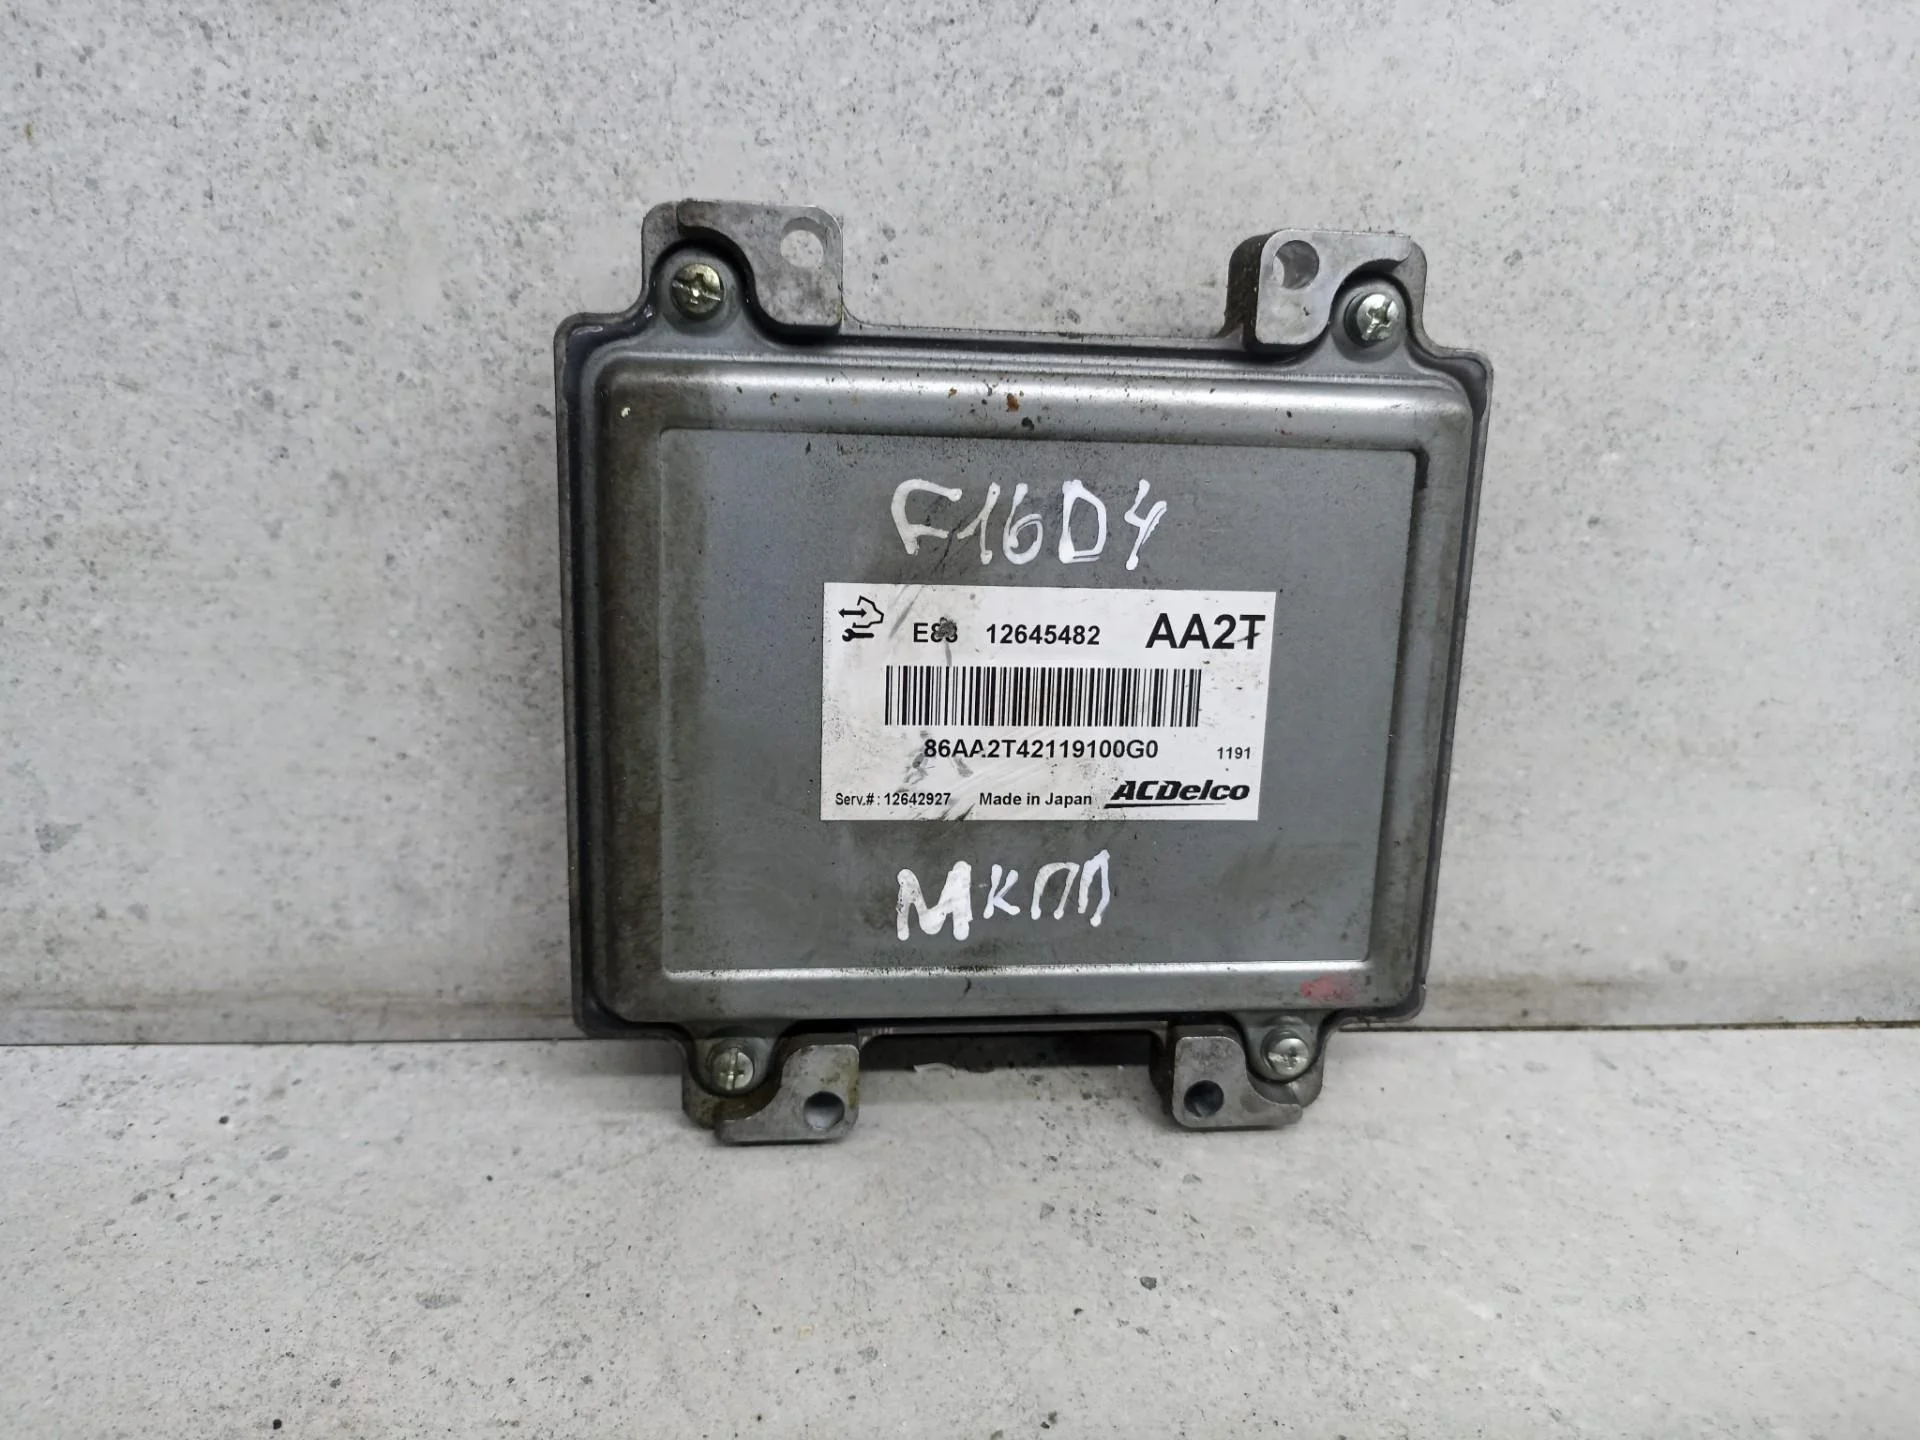 F16D4
E83 12645482 AA2T
86AA2T42119100G0 1191
Serv.#: 12642927 Made in Japan ACDelco
МКПП